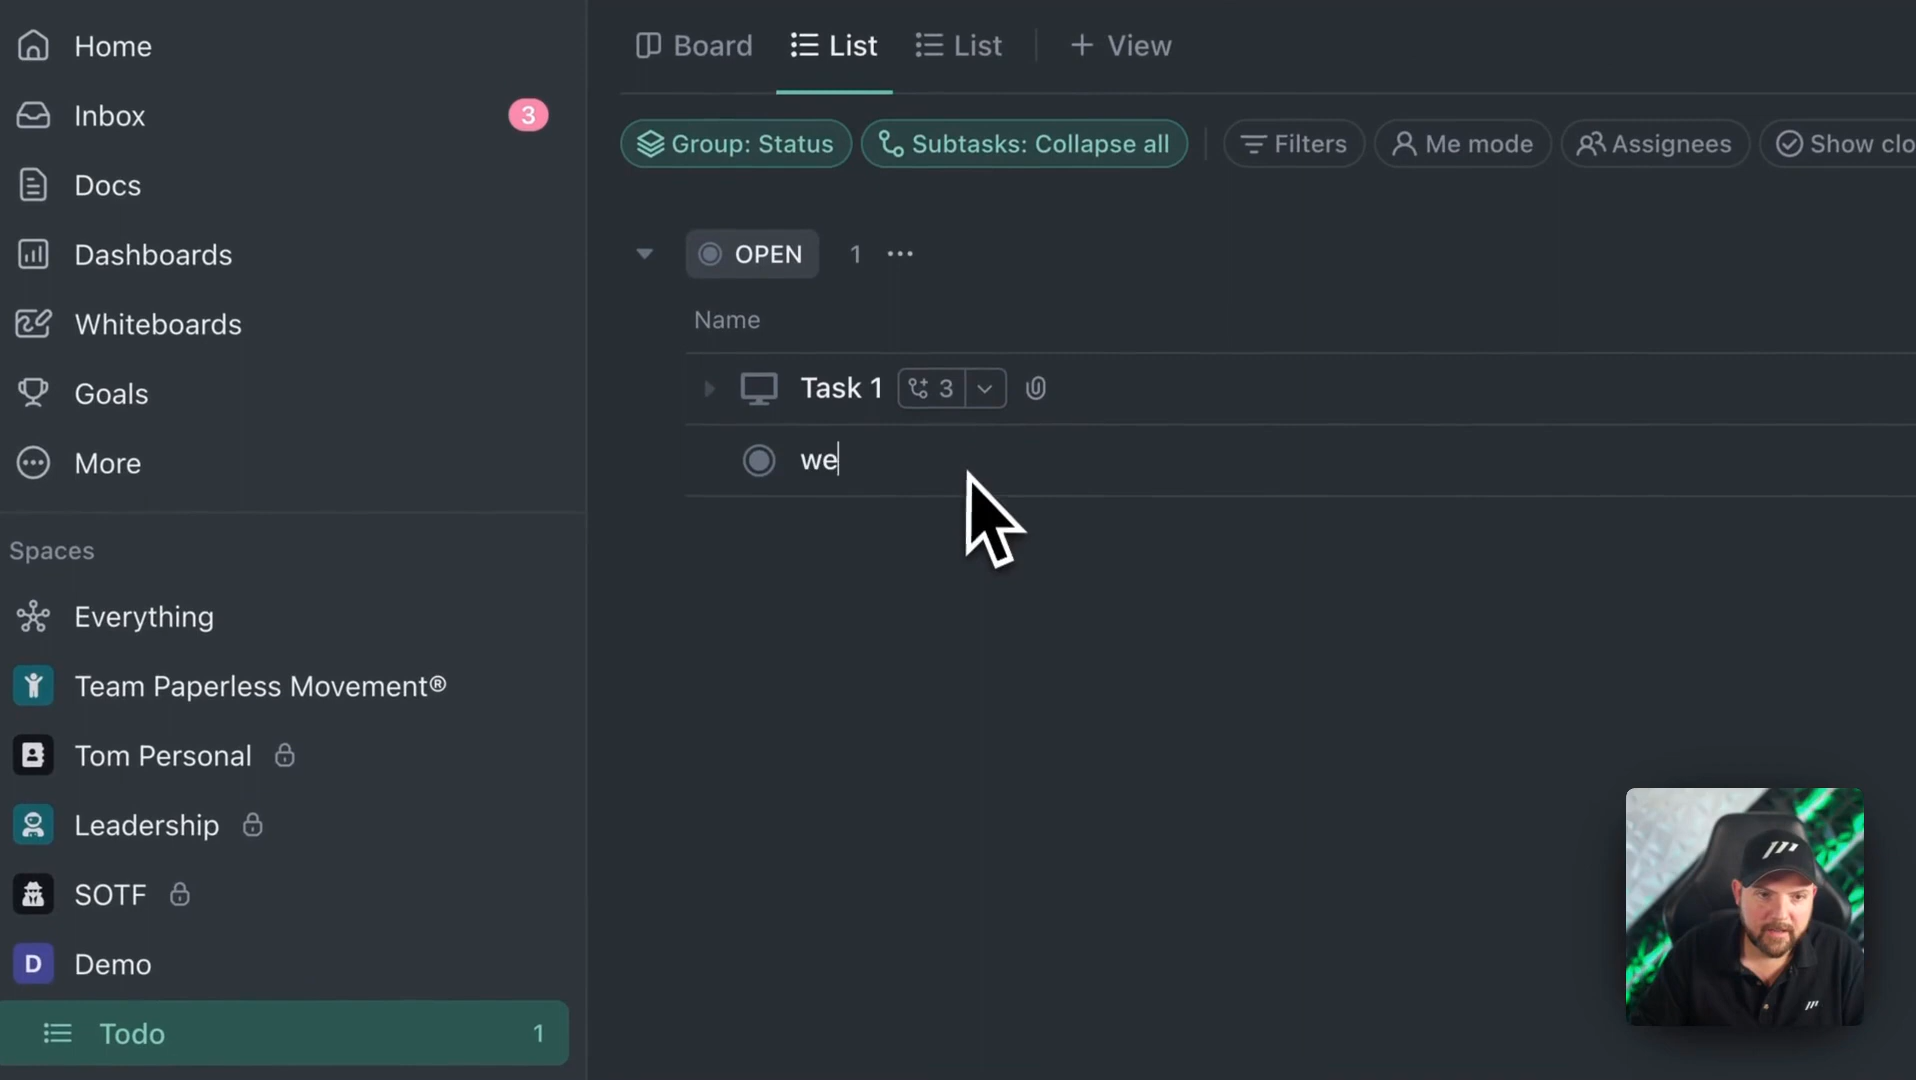 Home
Inbox 3
Docs
Dashboards
Whiteboards
Goals
More
Spaces
Everything
Team Paperless Movement®
Tom Personal
Leadership
SOTF
D Demo
Todo 1
Board List List + View
Group: Status Subtasks: Collapse all Filters Me mode Assignees Show clo
OPEN 1 ...
Name
Task 1 3
we